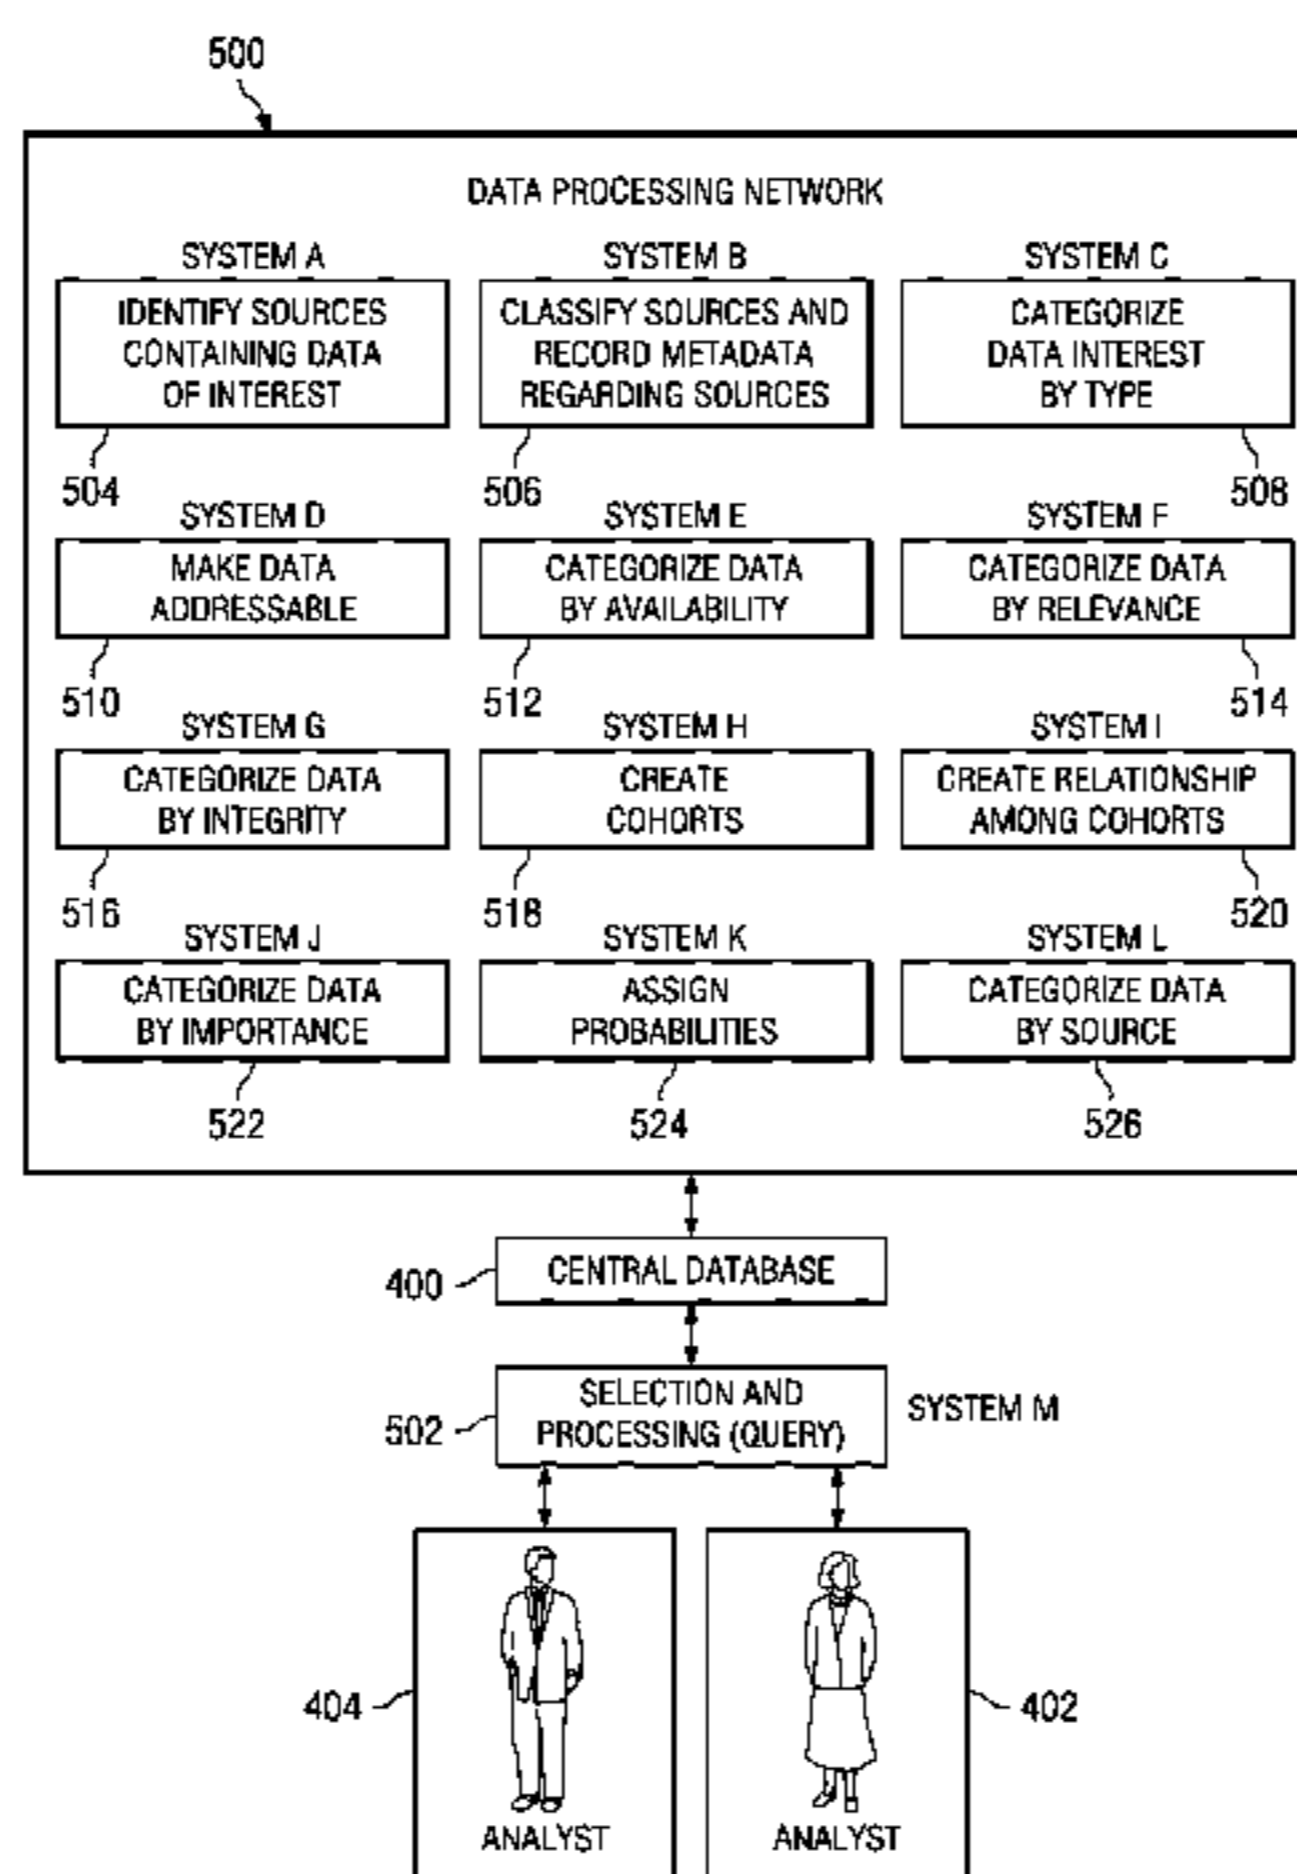 500
DATA PROCESSING NETWORK
SYSTEM A
IDENTIFY SOURCES
CONTAINING DATA
OF INTEREST
504
SYSTEM B
CLASSIFY SOURCES AND
RECORD METADATA
REGARDING SOURCES
506
SYSTEM C
CATEGORIZE
DATA INTEREST
BY TYPE
508
SYSTEM D
MAKE DATA
ADDRESSABLE
510
SYSTEM E
CATEGORIZE DATA
BY AVAILABILITY
512
SYSTEM F
CATEGORIZE DATA
BY RELEVANCE
514
SYSTEM G
CATEGORIZE DATA
BY INTEGRITY
516
SYSTEM H
CREATE
COHORTS
518
SYSTEM I
CREATE RELATIONSHIP
AMONG COHORTS
520
SYSTEM J
CATEGORIZE DATA
BY IMPORTANCE
522
SYSTEM K
ASSIGN
PROBABILITIES
524
SYSTEM L
CATEGORIZE DATA
BY SOURCE
526
400
CENTRAL DATABASE
502
SELECTION AND
PROCESSING (QUERY)
SYSTEM M
404
ANALYST
402
ANALYST